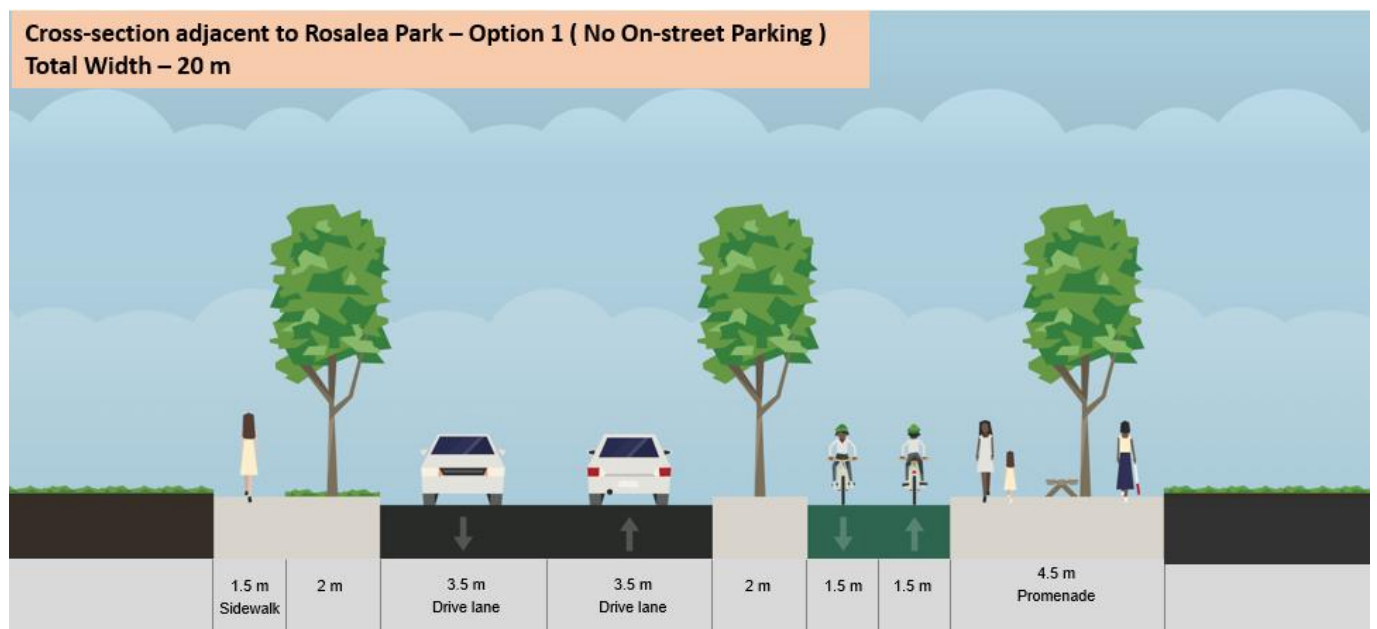 Cross-section adjacent to Rosalea Park – Option 1 ( No On-street Parking )
Total Width – 20 m
1.5 m
Sidewalk
2 m
3.5 m
Drive lane
3.5 m
Drive lane
2 m
1.5 m
1.5 m
4.5 m
Promenade